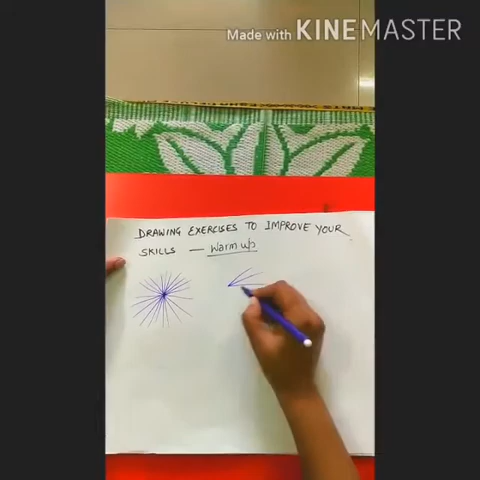 Made with KINEMASTER
DRAWING EXERCISES TO IMPROVE YOUR
SKILLS — Warm up